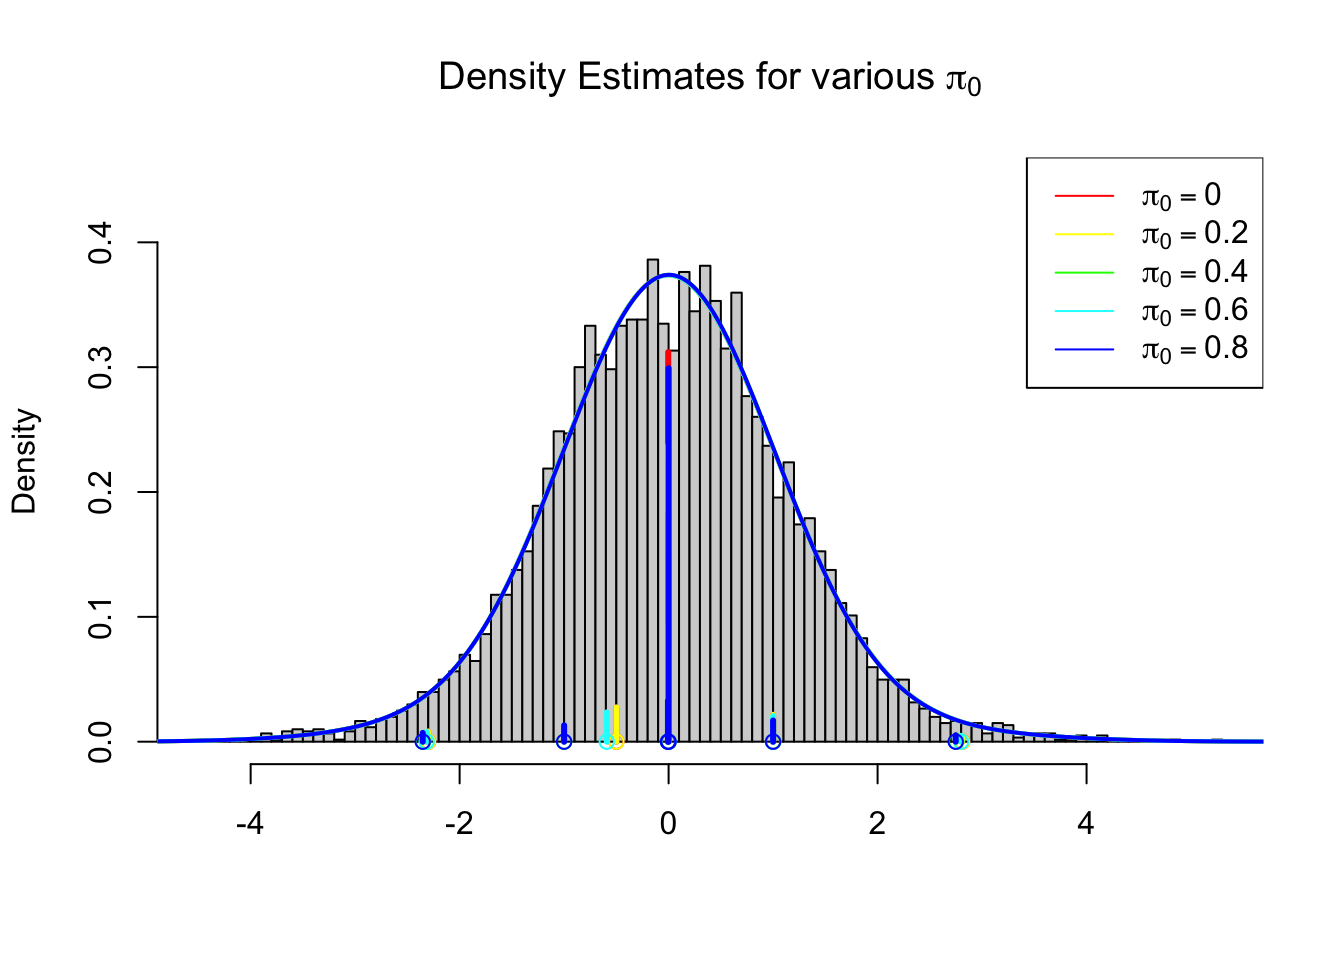 Density Estimates for various π₀
π₀ = 0
π₀ = 0.2
π₀ = 0.4
π₀ = 0.6
π₀ = 0.8
Density
0.4
0.3
0.2
0.1
0.0
-4 -2 0 2 4